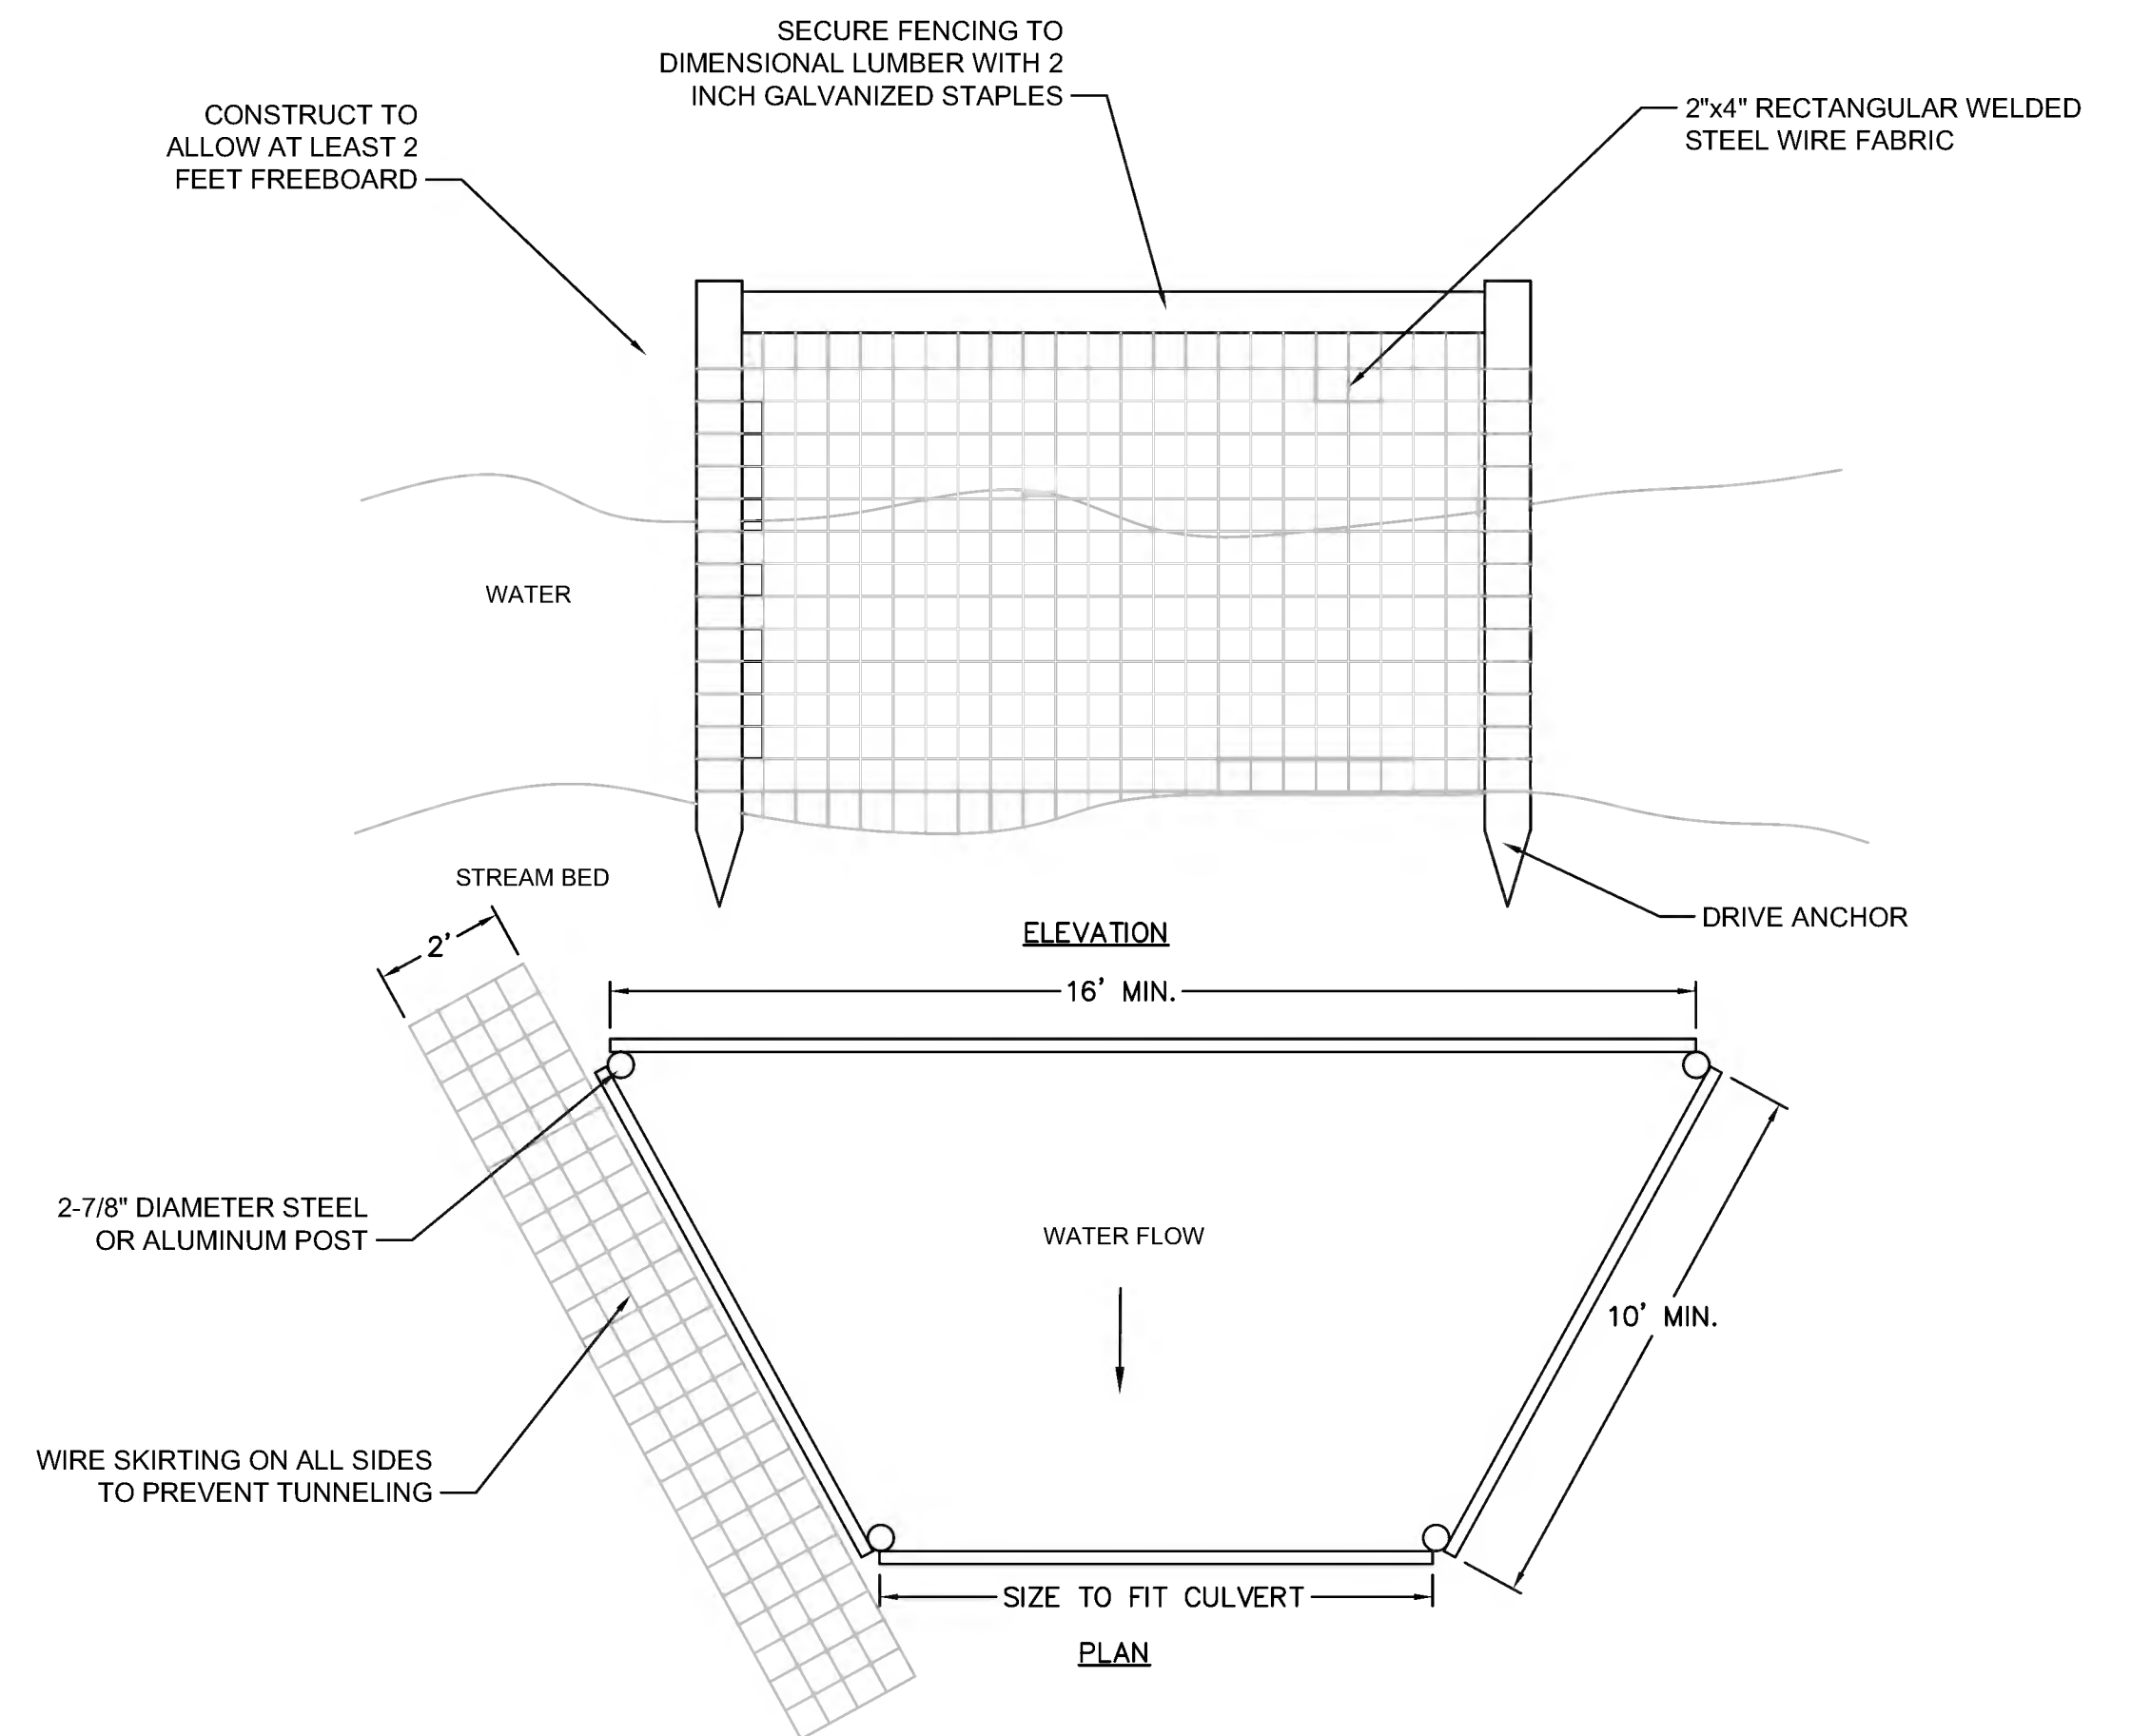 SECURE FENCING TO
DIMENSIONAL LUMBER WITH 2
INCH GALVANIZED STAPLES
CONSTRUCT TO
ALLOW AT LEAST 2
FEET FREEBOARD
2"x4" RECTANGULAR WELDED
STEEL WIRE FABRIC
WATER
STREAM BED
DRIVE ANCHOR
ELEVATION
2'
16' MIN.
2-7/8" DIAMETER STEEL
OR ALUMINUM POST
WATER FLOW
10' MIN.
WIRE SKIRTING ON ALL SIDES
TO PREVENT TUNNELING
SIZE TO FIT CULVERT
PLAN